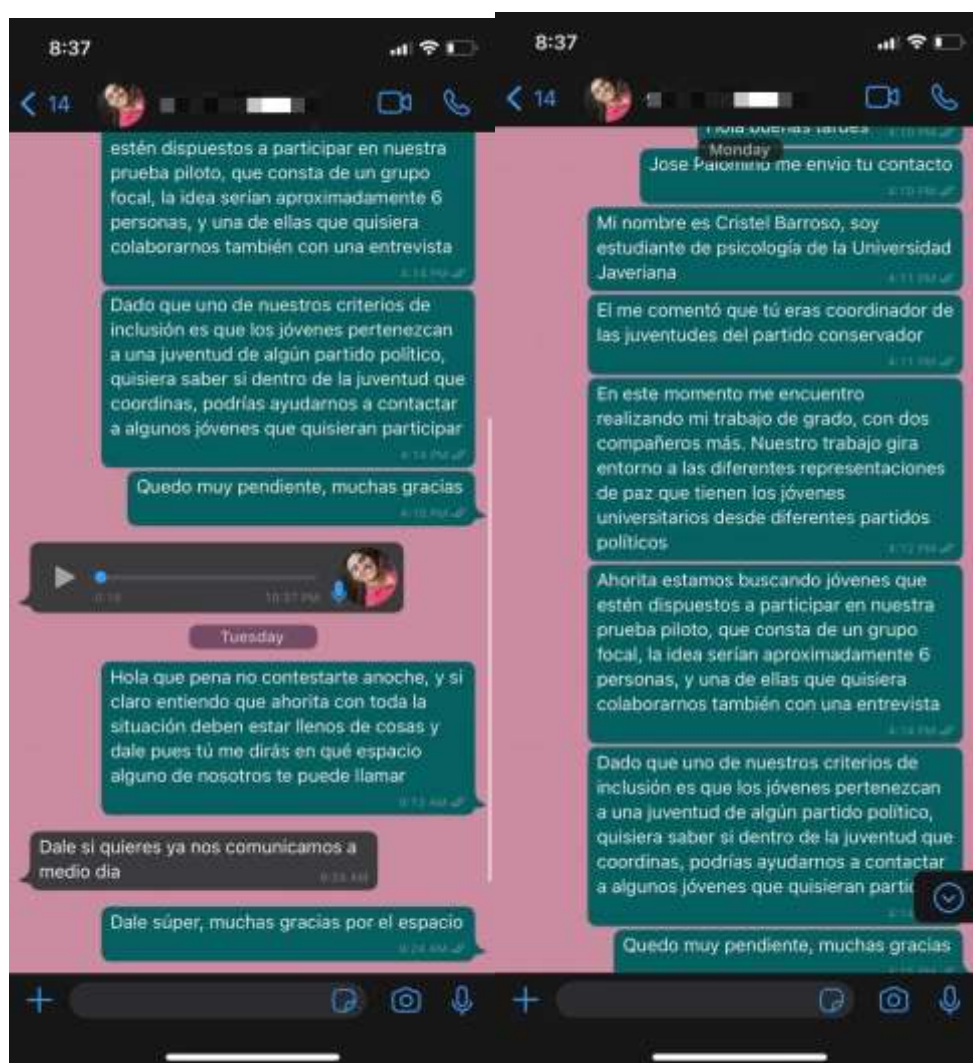 8:37
14
estén dispuestos a participar en nuestra
prueba piloto, que consta de un grupo
focal, la idea serían aproximadamente 6
personas, y una de ellas que quisiera
colaborarnos también con una entrevista
Dado que uno de nuestros criterios de
inclusión es que los jóvenes pertenezcan
a una juventud de algún partido político,
quisiera saber si dentro de la juventud que
coordinas, podrías ayudarnos a contactar
a algunos jóvenes que quisieran participar
Quedo muy pendiente, muchas gracias
Tuesday
Hola que pena no contestarte anoche, y si
claro entiendo que ahorita con toda la
situación deben estar llenos de cosas y
dale pues tú me dirás en qué espacio
alguno de nosotros te puede llamar
Dale si quieres ya nos comunicamos a
medio dia
Dale súper, muchas gracias por el espacio
8:37
14
Hola buenas tardes
Monday
Jose Palomino me envio tu contacto
Mi nombre es Cristel Barroso, soy
estudiante de psicología de la Universidad
Javeriana
El me comentó que tú eras coordinador de
las juventudes del partido conservador
En este momento me encuentro
realizando mi trabajo de grado, con dos
compañeros más. Nuestro trabajo gira
entorno a las diferentes representaciones
de paz que tienen los jóvenes
universitarios desde diferentes partidos
políticos
Ahorita estamos buscando jóvenes que
estén dispuestos a participar en nuestra
prueba piloto, que consta de un grupo
focal, la idea serían aproximadamente 6
personas, y una de ellas que quisiera
colaborarnos también con una entrevista
Dado que uno de nuestros criterios de
inclusión es que los jóvenes pertenezcan
a una juventud de algún partido político,
quisiera saber si dentro de la juventud que
coordinas, podrías ayudarnos a contactar
a algunos jóvenes que quisieran
Quedo muy pendiente, muchas gracias